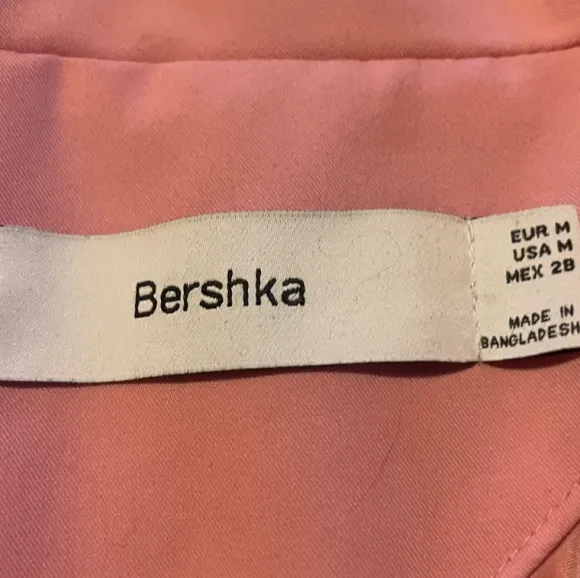 Bershka
EUR M
USA M
MEX 28
MADE IN
BANGLADESH